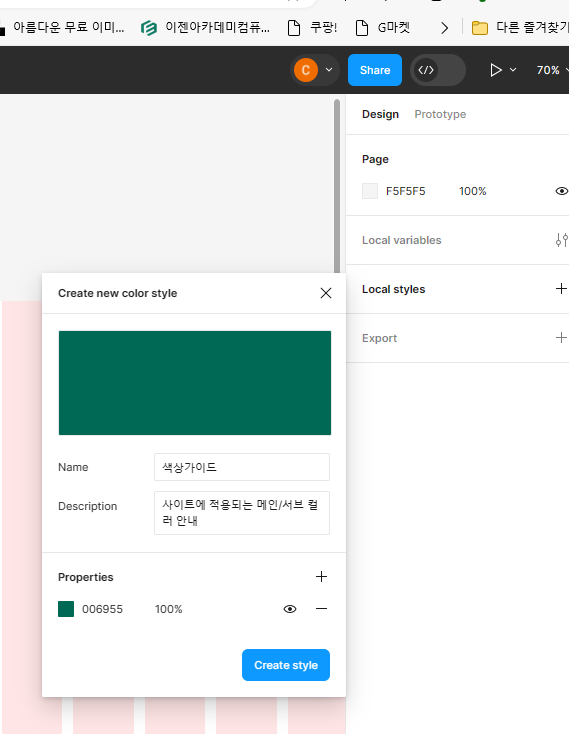 아름다운 무료 이미... 이젠아카데미컴퓨... 쿠팡! G마켓 다른 즐겨찾기
C Share </> 70%
Design Prototype
Page
F5F5F5 100%
Local variables
Local styles
Export
Create new color style
Name 색상가이드
Description 사이트에 적용되는 메인/서브 컬
러 안내
Properties
006955 100%
Create style